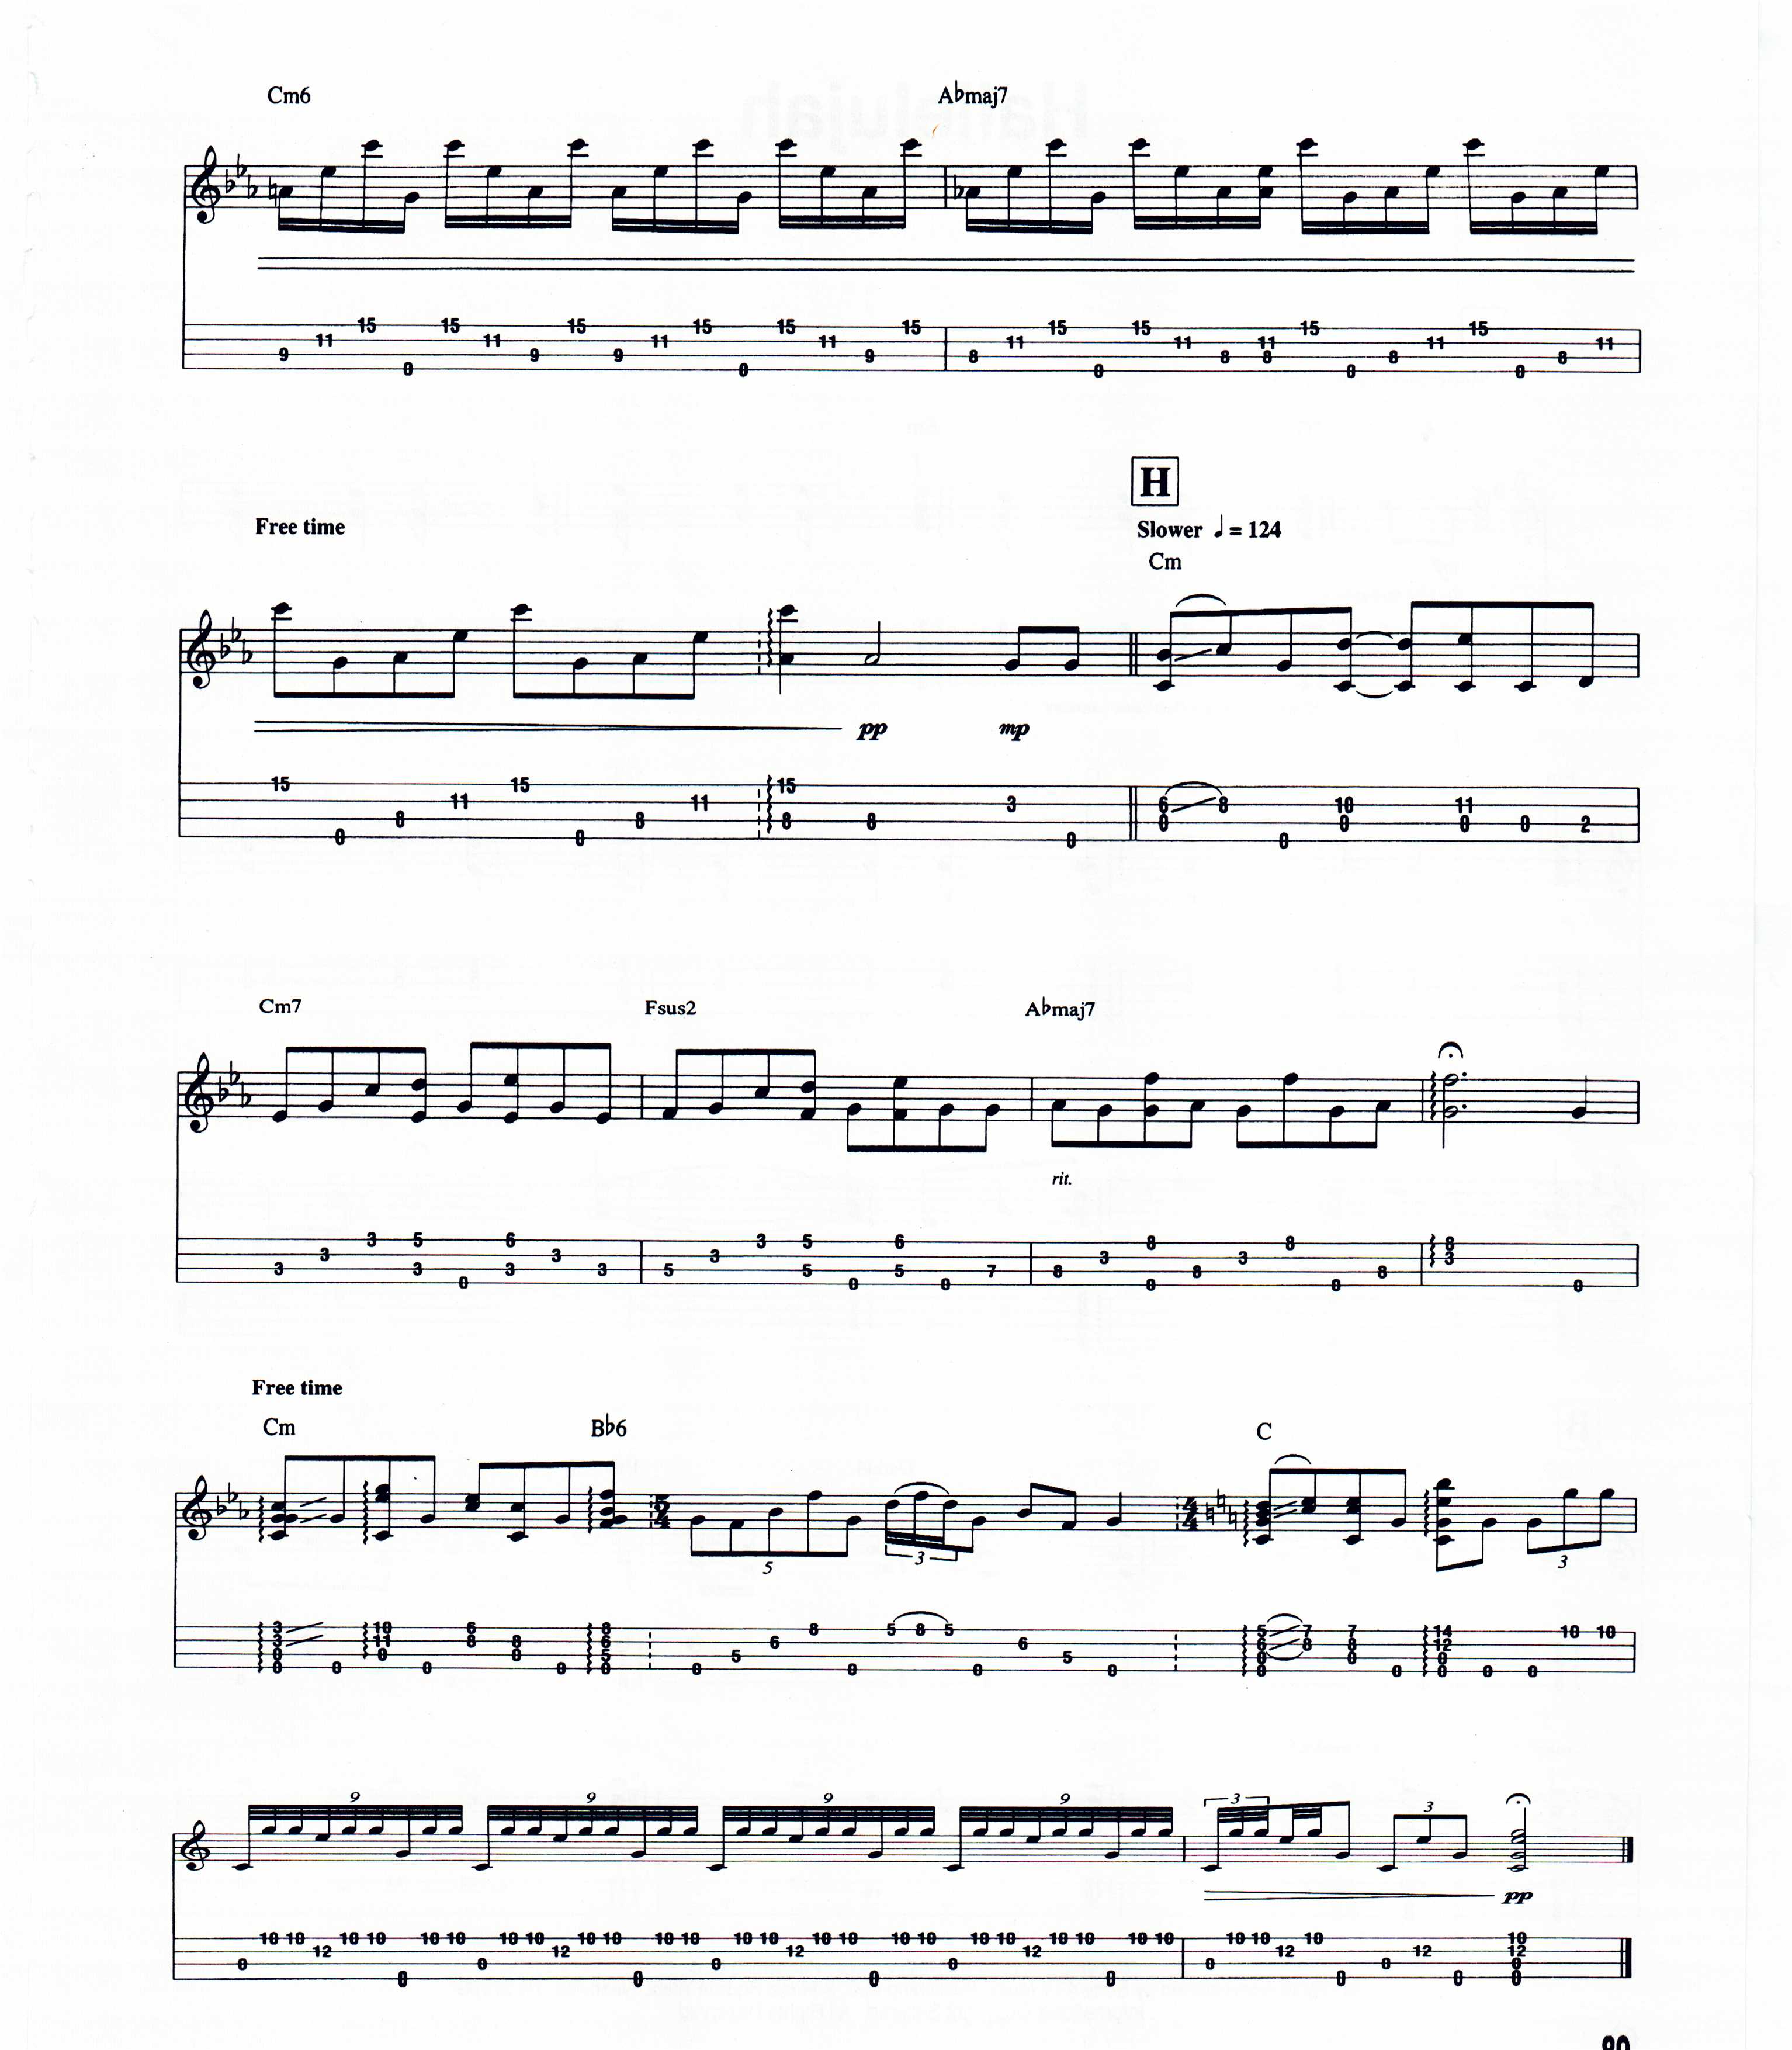 Cm6 A♭maj7
15 15 15 15 15 15 15 15 15 15
11 11 11 11 11 11 11 11 11
9 9 9 9 8 8 8 8 8
0 0 0 0 0
H
Free time Slower ♩= 124
Cm
pp mp
15 15 15
11 11 3 6 8 10 11
8 8 8 8 0 0 0 0 2
0 0 0 0
Cm7 Fsus2 A♭maj7
rit.
3 5 6 3 5 6 8 8 8
3 3 3 3 3 3
3 3 3 3 5 5 5 7 8 8 8
0 0 0 0 0 0
Free time
Cm B♭6 C
5 4 4 4
5 3 3
3 10 6 8 8 5 8 5 5 7 7 14 10 10
3 11 8 8 6 6 6 6 8 8 12
0 0 0 5 5 5 0 0 0
0 0 0 0 0 0 0 0 0 0 0 0 0 0
9 9 9 9 3 3
pp
10 10 10 10 10 10 10 10 10 10 10 10 10 10 10 10 10 10 10 10 10 10 10 10 10 10 10 10
12 12 12 12 12 12 12
0 0 0 0 0 0 0
0 0 0 0 0 0 0